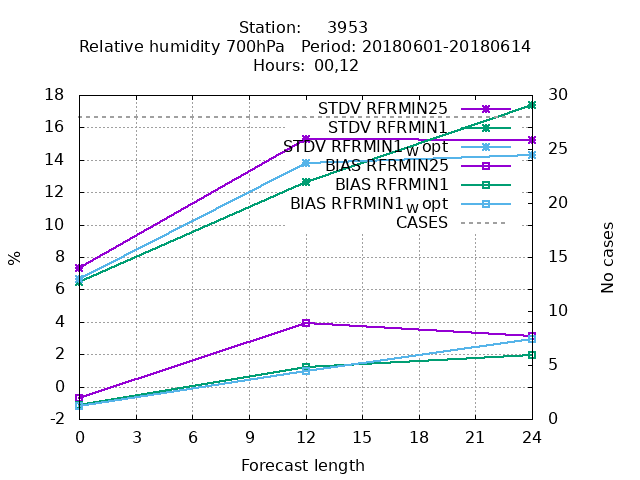 Station: 3953
Relative humidity 700hPa Period: 20180601-20180614
Hours: 00,12
18
16
14
12
10
8
6
4
2
0
-2
%
STDV RFRMIN25
STDV RFRMIN1
STDV RFRMIN1_W opt
BIAS RFRMIN25
BIAS RFRMIN1
BIAS RFRMIN1_W opt
CASES
30
25
20
15
10
5
0
No cases
0 3 6 9 12 15 18 21 24
Forecast length